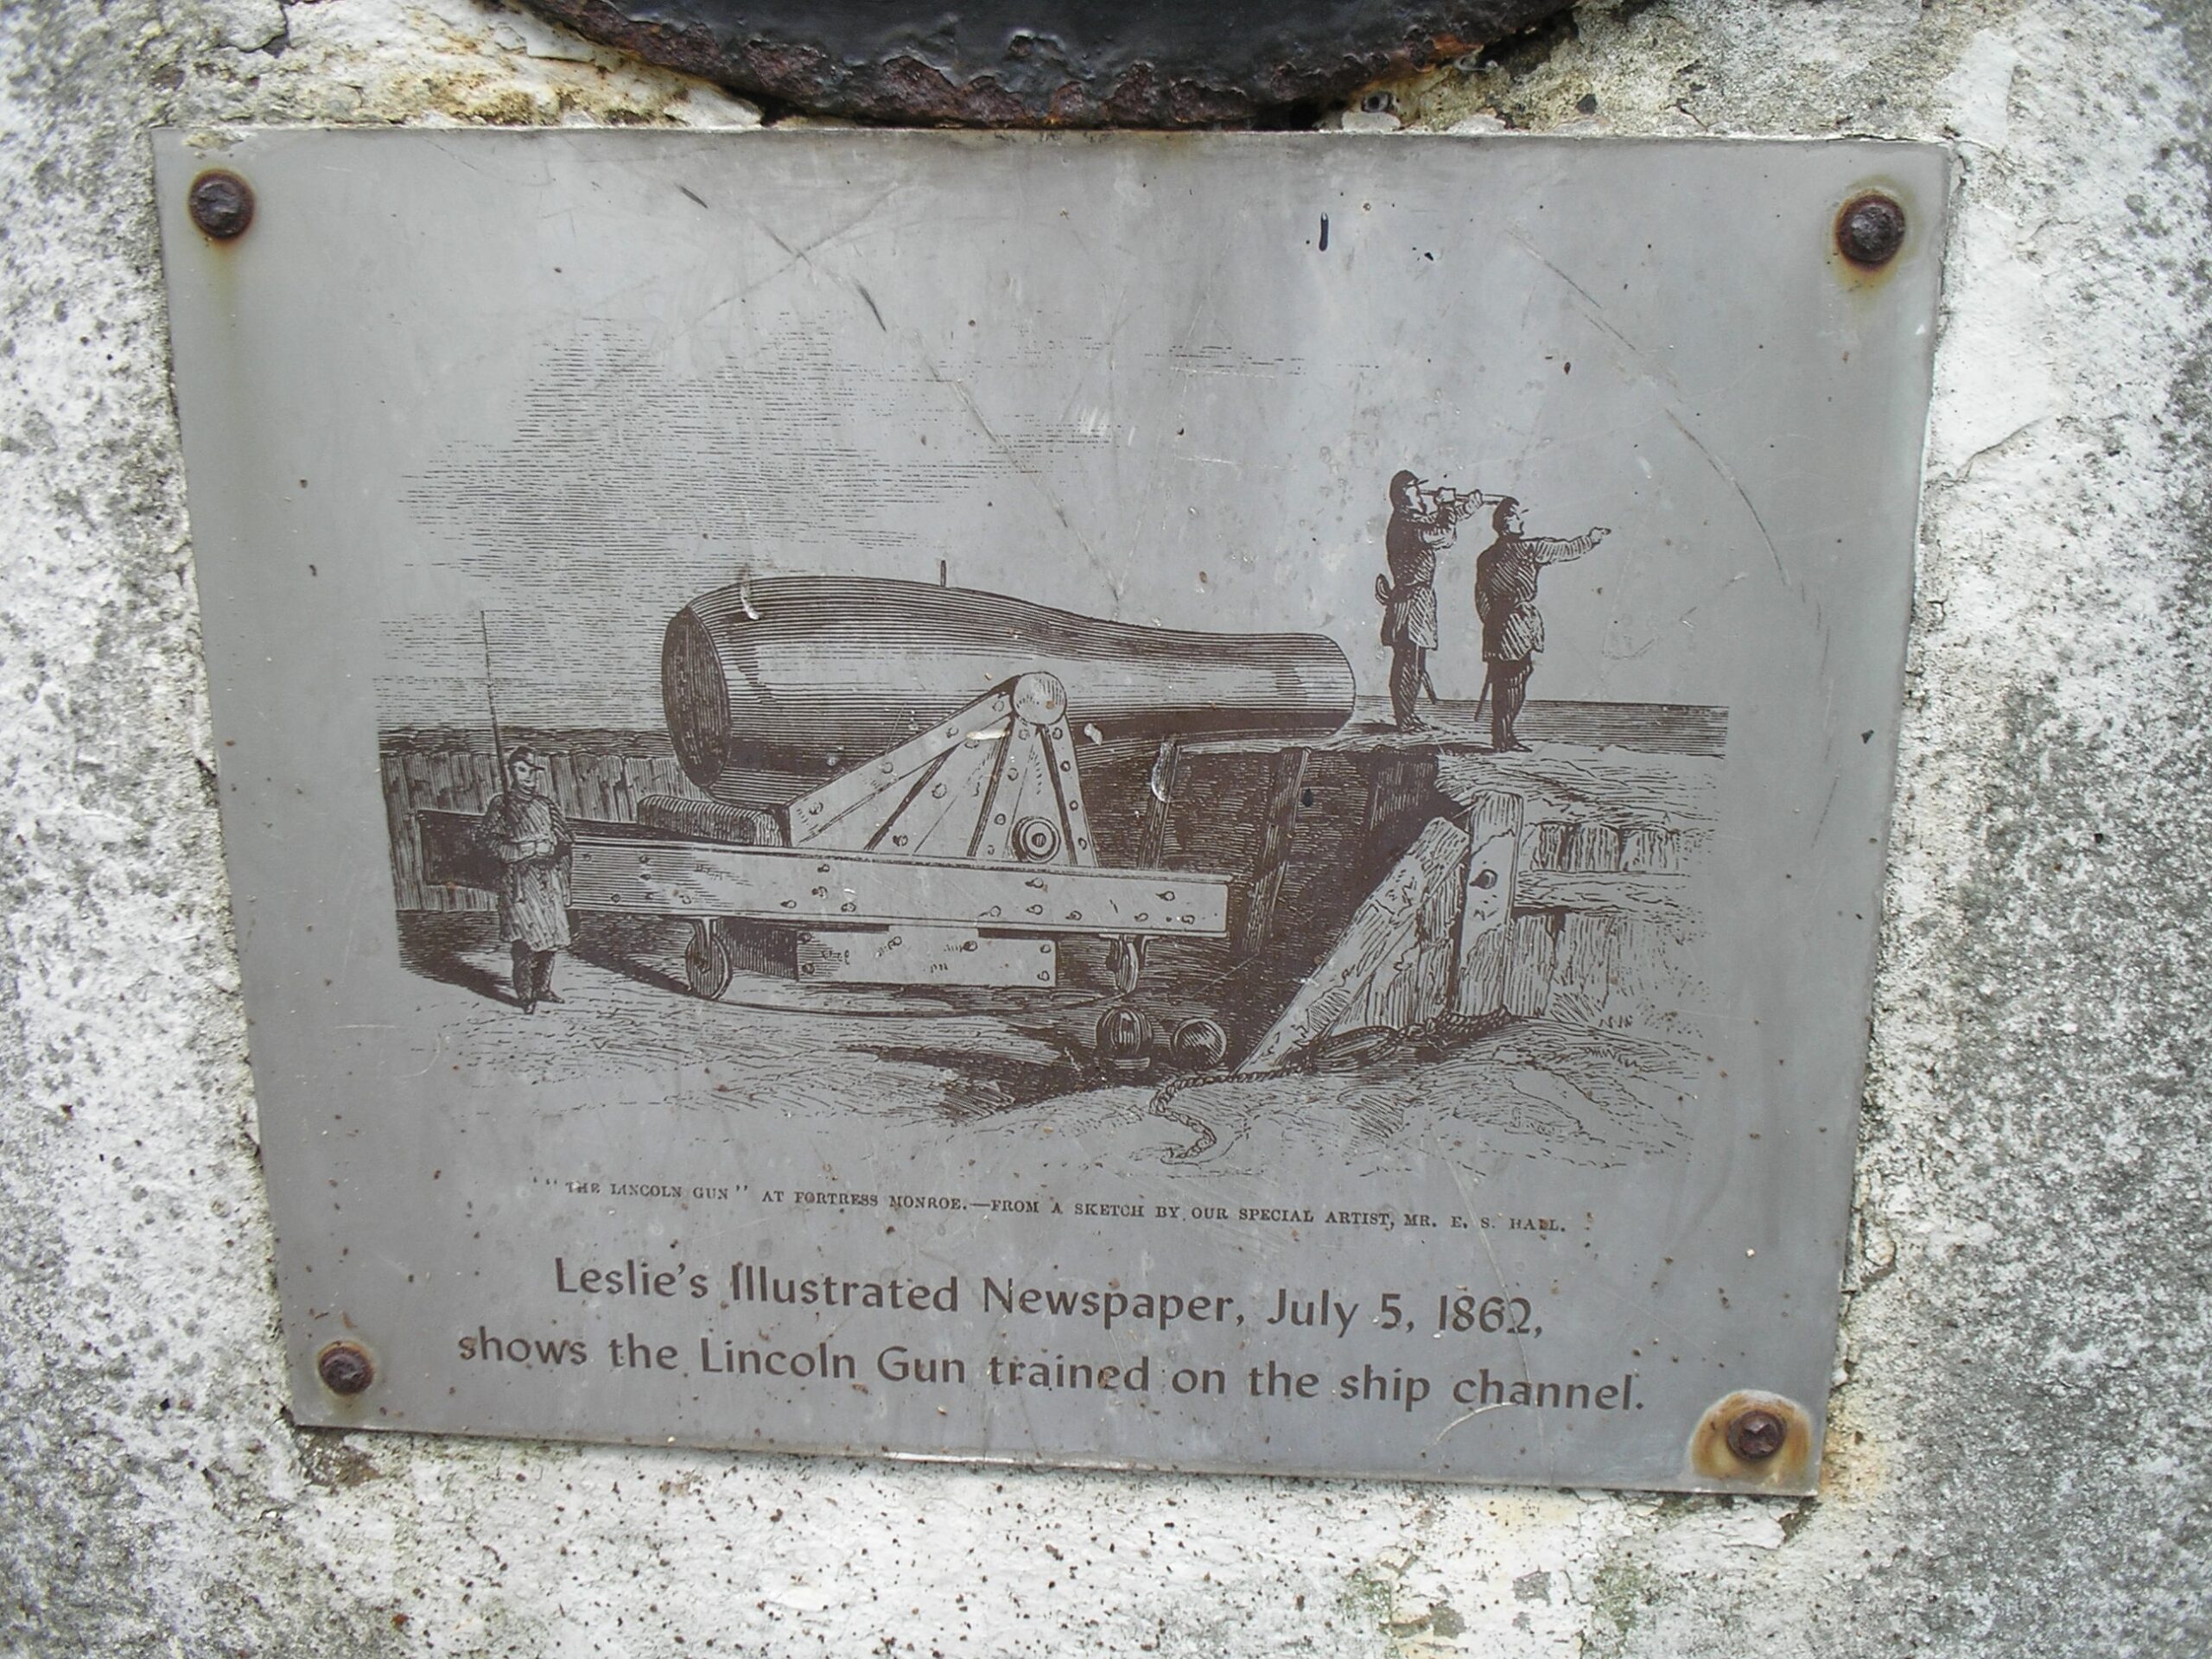 "THE LINCOLN GUN" AT FORTRESS MONROE.—FROM A SKETCH BY OUR SPECIAL ARTIST, MR. E. S. HALL.
Leslie's Illustrated Newspaper, July 5, 1862,
shows the Lincoln Gun trained on the ship channel.